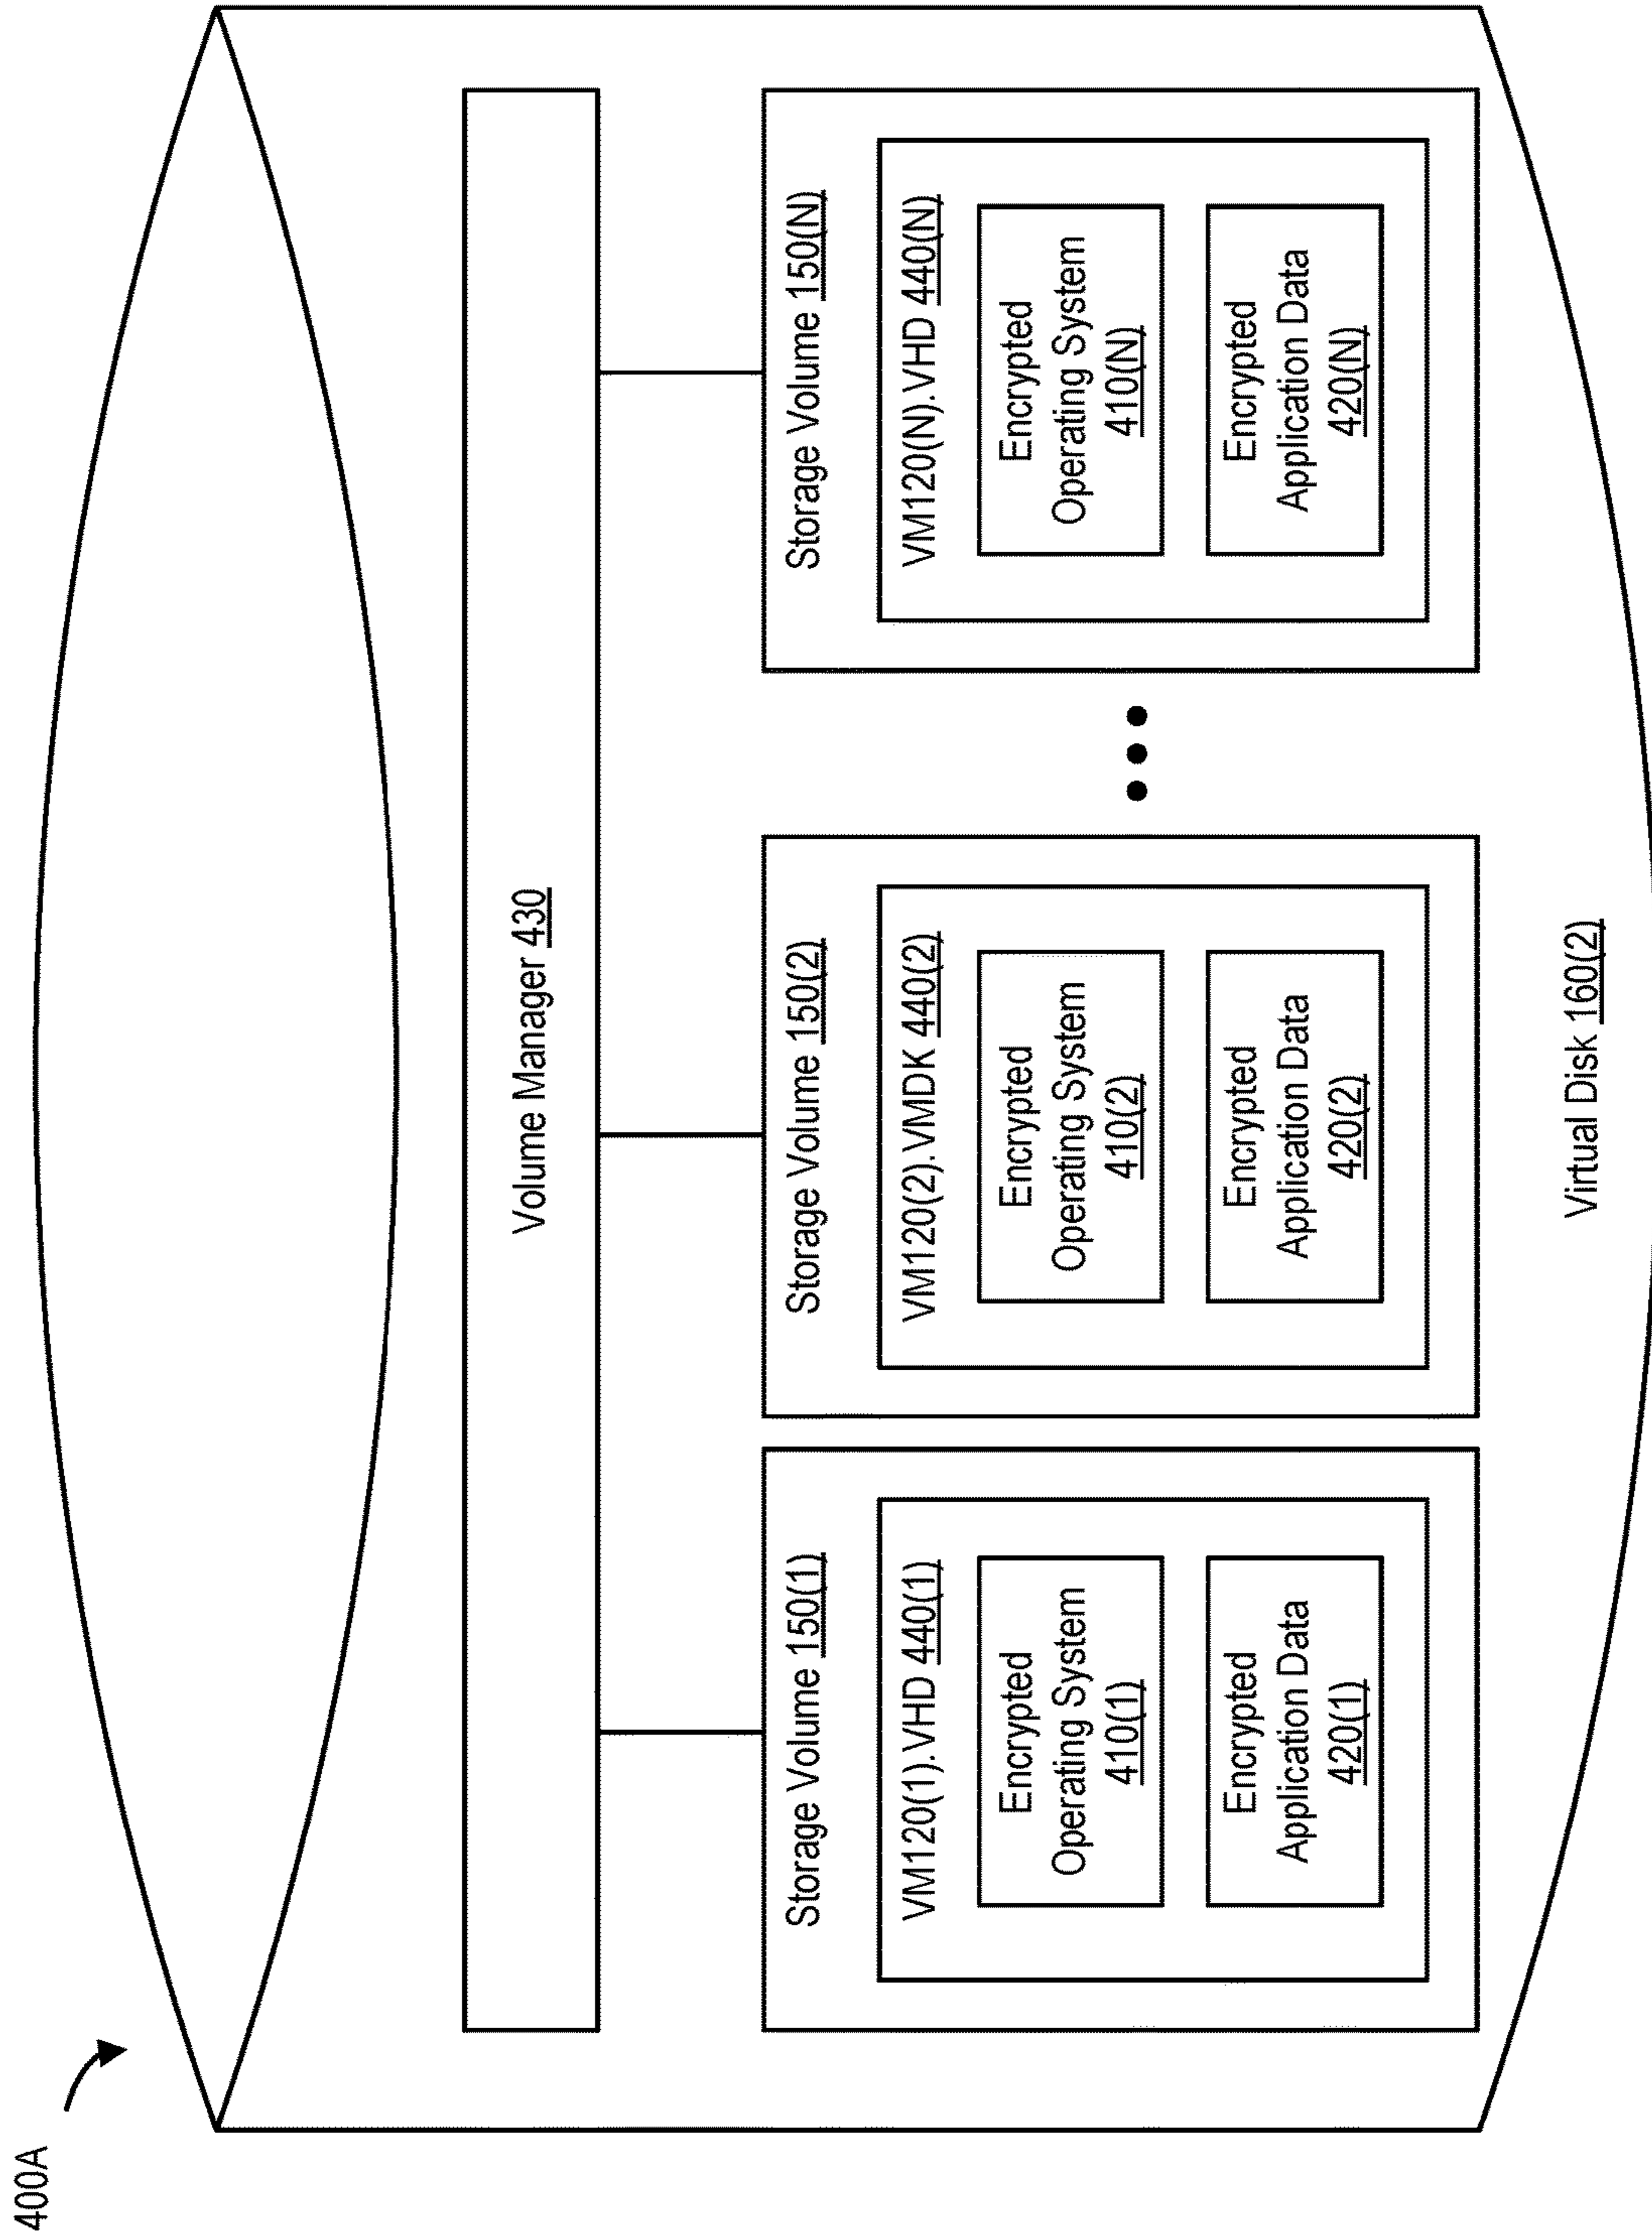 400A
Volume Manager 430
Storage Volume 150(1)
VM120(1).VHD 440(1)
Encrypted
Operating System
410(1)
Encrypted
Application Data
420(1)
Storage Volume 150(2)
VM120(2).VMDK 440(2)
Encrypted
Operating System
410(2)
Encrypted
Application Data
420(2)
Storage Volume 150(N)
VM120(N).VHD 440(N)
Encrypted
Operating System
410(N)
Encrypted
Application Data
420(N)
Virtual Disk 160(2)